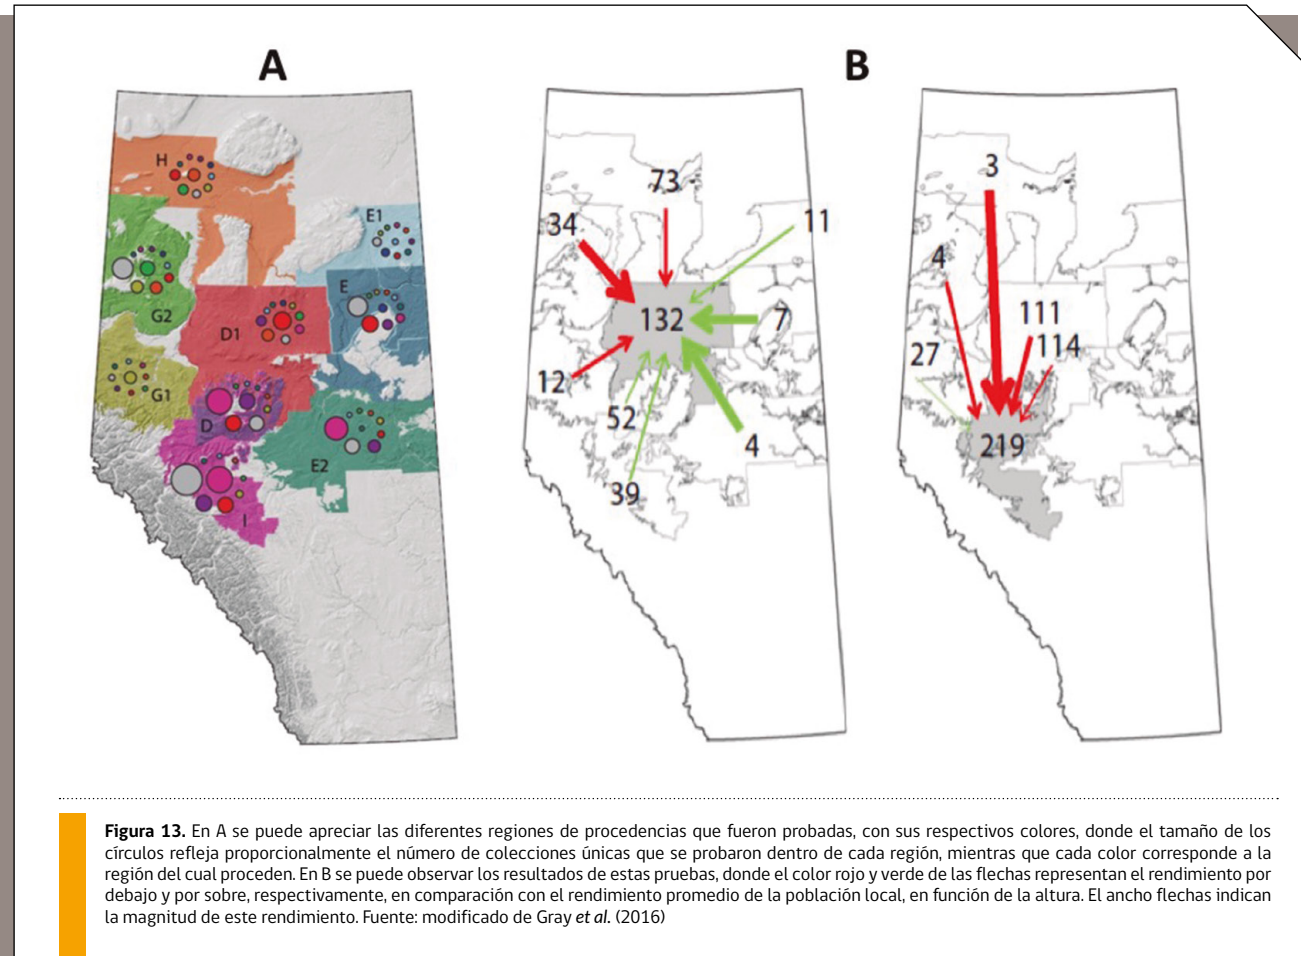 A
B
H
E1
E
G2
D1
G1
D
E2
I
73
34
11
132
7
12
52
4
39
3
4
111
114
27
219
Figura 13. En A se puede apreciar las diferentes regiones de procedencias que fueron probadas, con sus respectivos colores, donde el tamaño de los
círculos refleja proporcionalmente el número de colecciones únicas que se probaron dentro de cada región, mientras que cada color corresponde a la
región del cual proceden. En B se puede observar los resultados de estas pruebas, donde el color rojo y verde de las flechas representan el rendimiento por
debajo y por sobre, respectivamente, en comparación con el rendimiento promedio de la población local, en función de la altura. El ancho flechas indican
la magnitud de este rendimiento. Fuente: modificado de Gray et al. (2016)